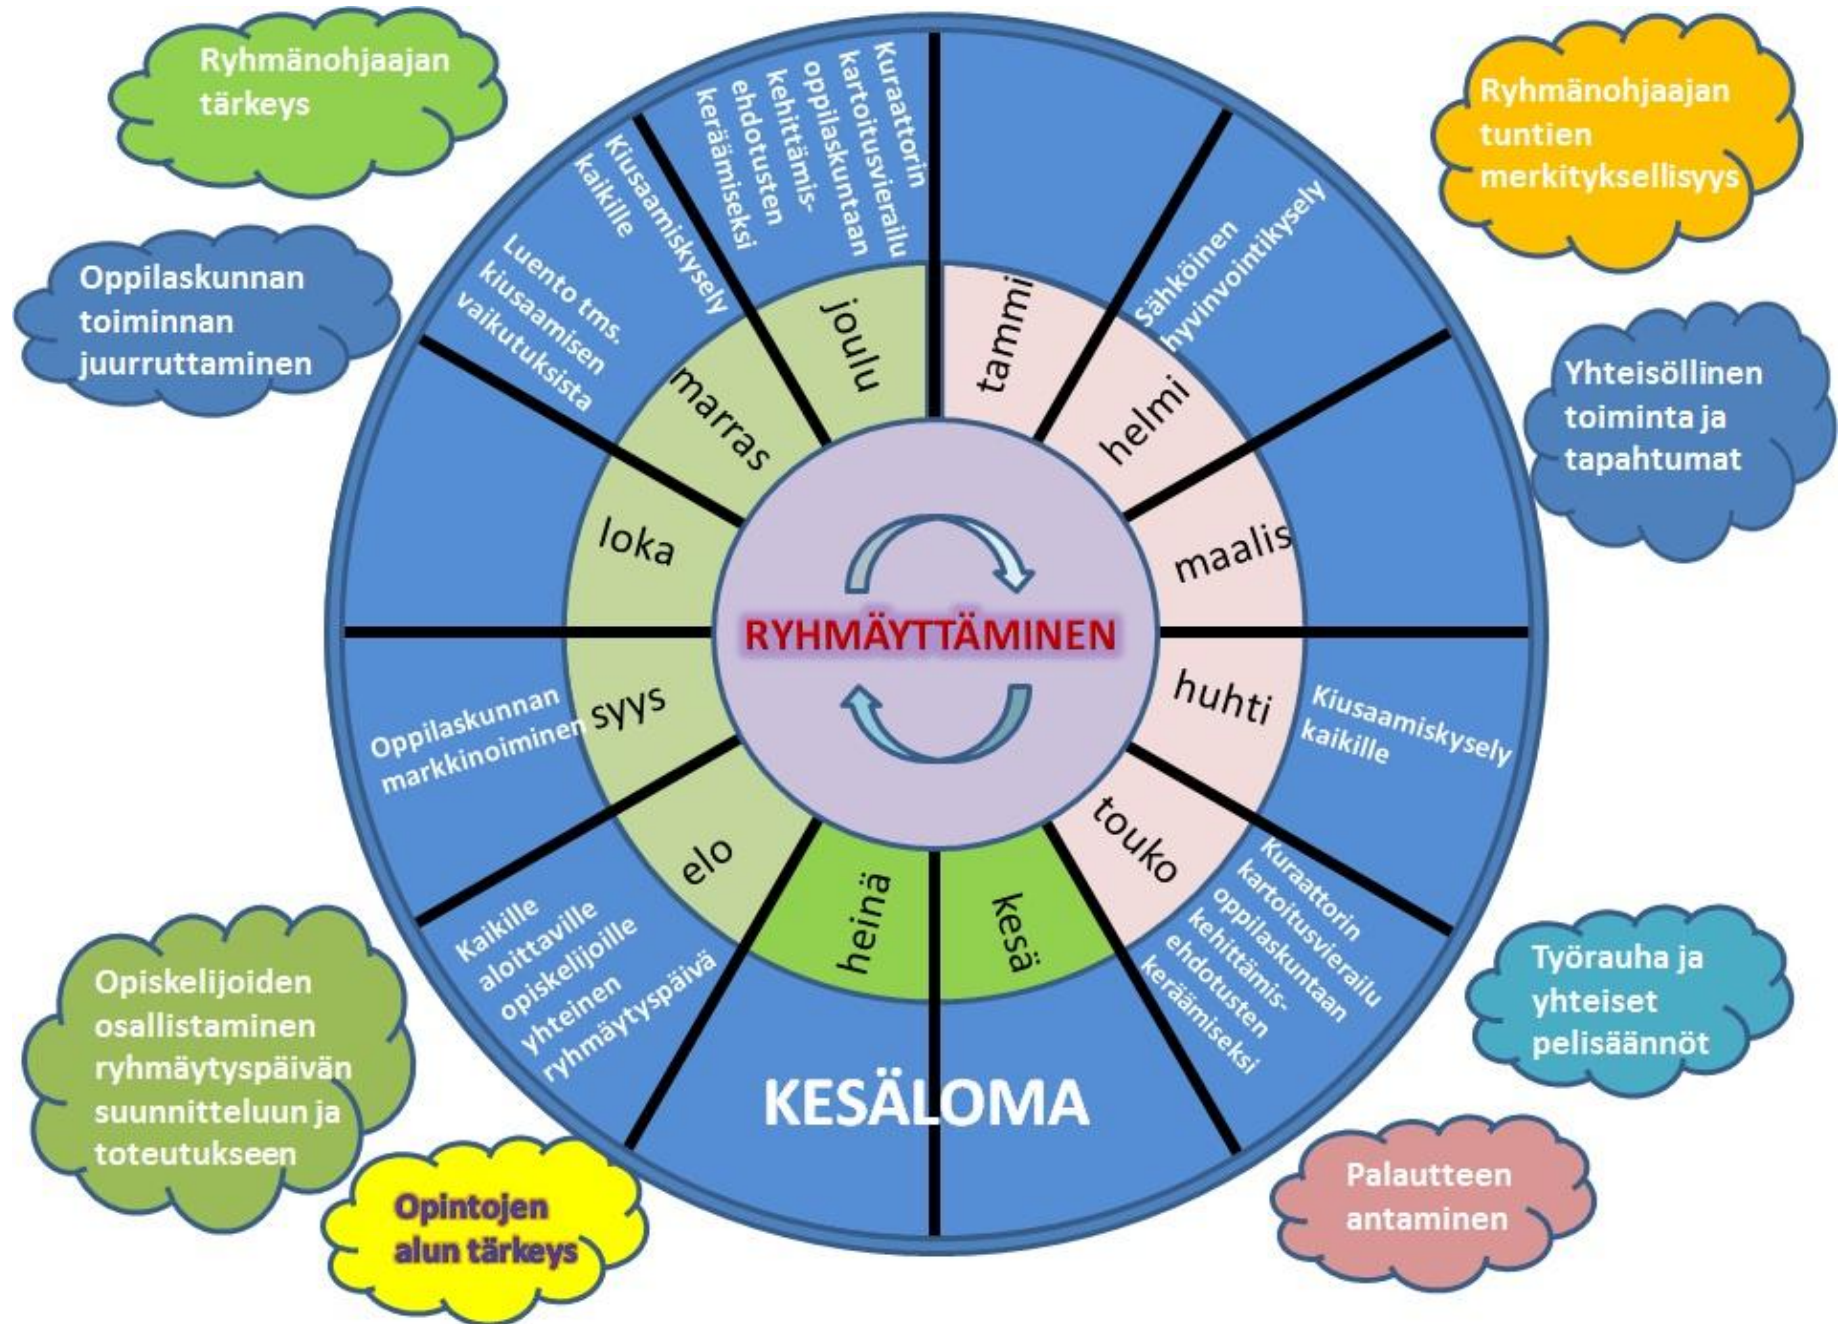 Ryhmänohjaajan
tärkeys
Oppilaskunnan
toiminnan
juurruttaminen
Opiskelijoiden
osallistaminen
ryhmäytyspäivän
suunnitteluun ja
toteutukseen
Opintojen
alun tärkeys
Ryhmänohjaajan
tuntien
merkityksellisyys
Yhteisöllinen
toiminta ja
tapahtumat
Työrauha ja
yhteiset
pelisäännöt
Palautteen
antaminen
RYHMÄYTTÄMINEN
tammi
helmi
Sähköinen
hyvinvointikysely
maalis
huhti
Kiusaamiskysely
kaikille
touko
Kuraattorin
kartoitusvierailu
oppilaskuntaan
kehittämis-
ehdotusten
keräämiseksi
kesä
heinä
KESÄLOMA
elo
Kaikille
aloittaville
opiskelijoille
yhteinen
ryhmäytyspäivä
syys
Oppilaskunnan
markkinoiminen
loka
marras
Luento tms.
kiusaamisen
vaikutuksista
Kiusaamiskysely
kaikille
joulu
Kuraattorin
kartoitusvierailu
oppilaskuntaan
kehittämis-
ehdotusten
keräämiseksi